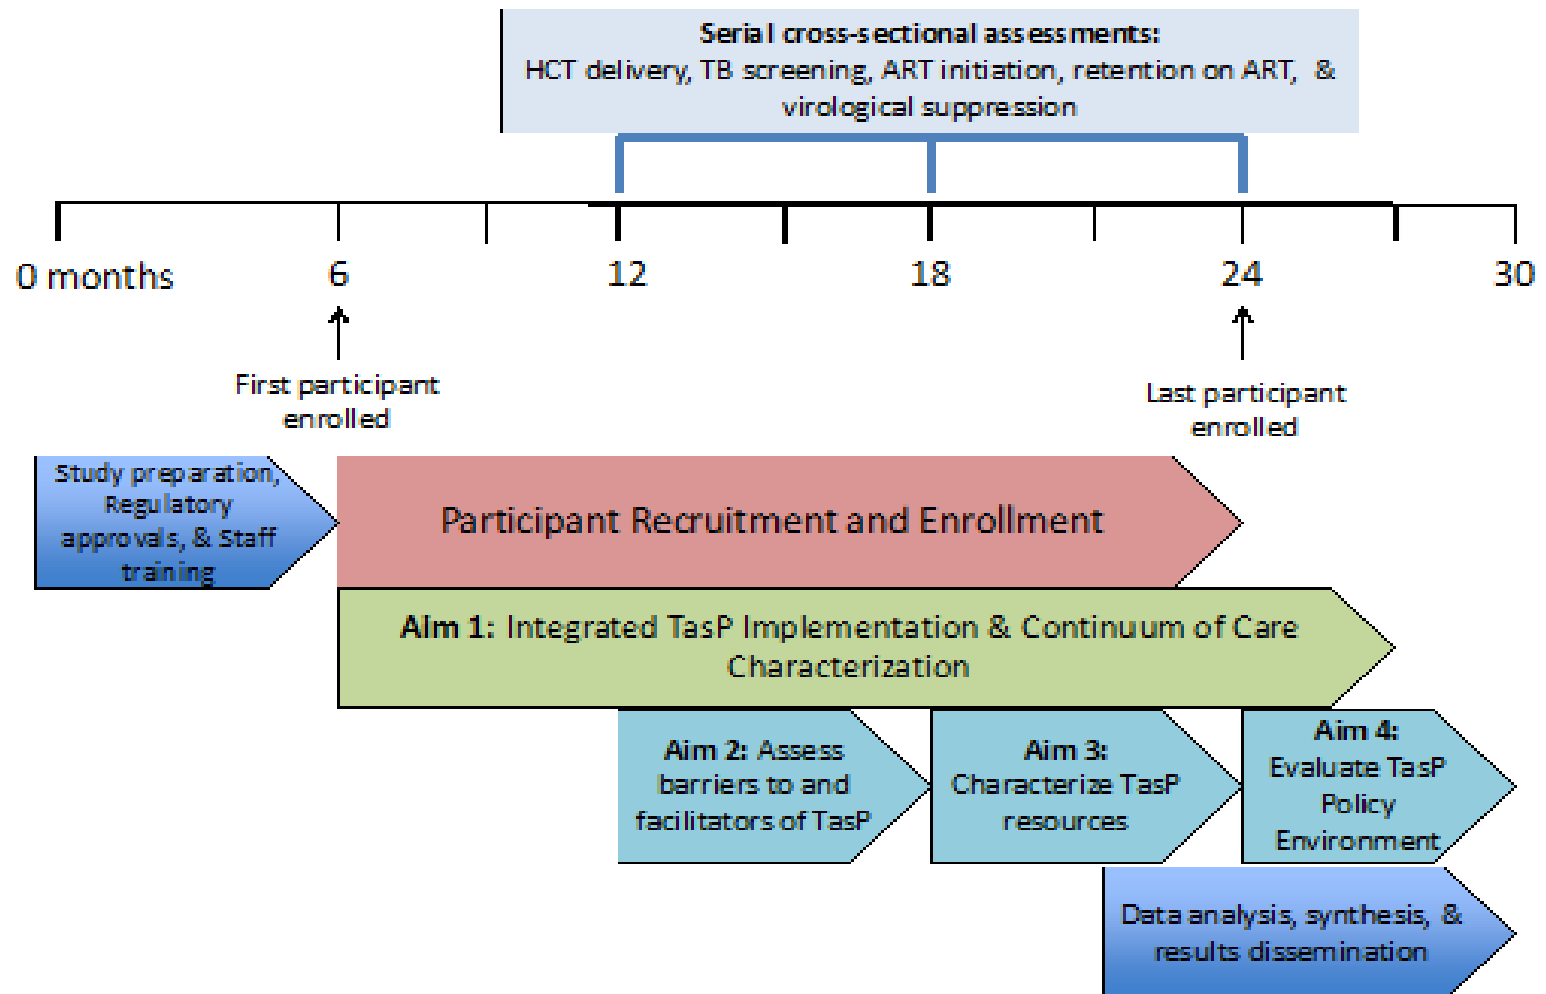 Serial cross-sectional assessments:
HCT delivery, TB screening, ART initiation, retention on ART, &
virological suppression
0 months
6
12
18
24
30
First participant
enrolled
Last participant
enrolled
Study preparation,
Regulatory
approvals, & Staff
training
Participant Recruitment and Enrollment
Aim 1: Integrated TasP Implementation & Continuum of Care
Characterization
Aim 2: Assess
barriers to and
facilitators of TasP
Aim 3:
Characterize TasP
resources
Aim 4:
Evaluate TasP
Policy
Environment
Data analysis, synthesis, &
results dissemination